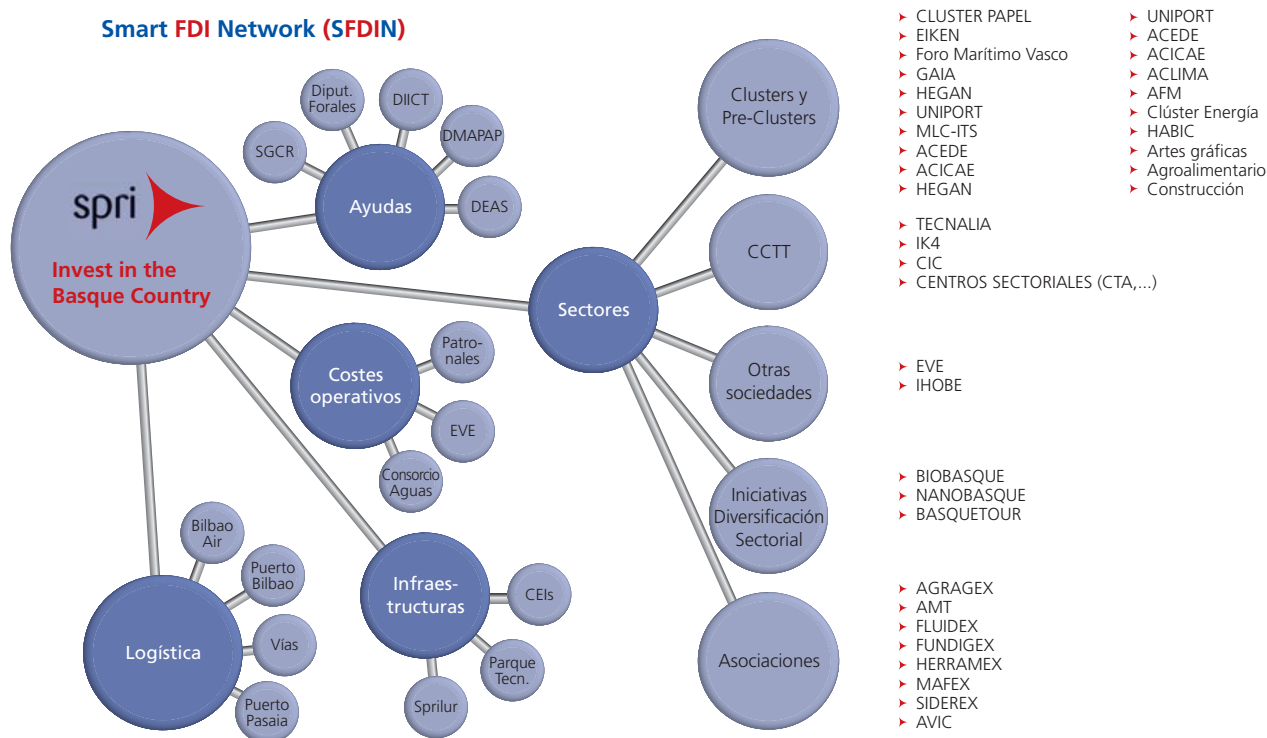 Smart FDI Network (SFDIN)
spri
Invest in the
Basque Country
Ayudas
SGCR
Diput.
Forales
DIICT
DMAPAP
DEAS
Costes
operativos
Patro-
nales
EVE
Consorcio
Aguas
Infraes-
tructuras
CEIs
Parque
Tecn.
Sprilur
Logística
Bilbao
Air
Puerto
Bilbao
Vías
Puerto
Pasaia
Sectores
Clusters y
Pre-Clusters
CLUSTER PAPEL
EIKEN
Foro Marítimo Vasco
GAIA
HEGAN
UNIPORT
MLC-ITS
ACEDE
ACICAE
HEGAN
UNIPORT
ACEDE
ACICAE
ACLIMA
AFM
Clúster Energía
HABIC
Artes gráficas
Agroalimentario
Construcción
CCTT
TECNALIA
IK4
CIC
CENTROS SECTORIALES (CTA,...)
Otras
sociedades
EVE
IHOBE
Iniciativas
Diversificación
Sectorial
BIOBASQUE
NANOBASQUE
BASQUETOUR
Asociaciones
AGRAGEX
AMT
FLUIDEX
FUNDIGEX
HERRAMEX
MAFEX
SIDEREX
AVIC